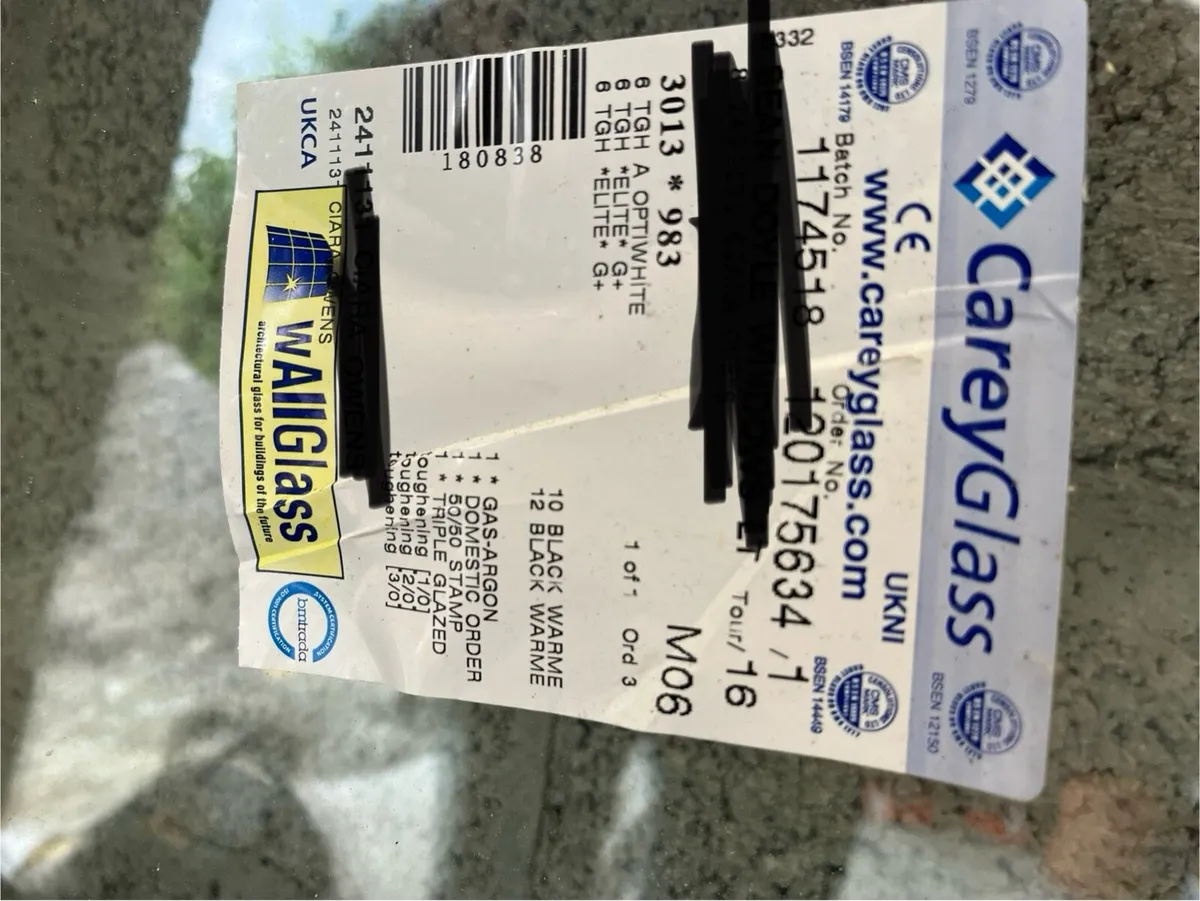 BSEN 1279
CareyGlass
BSEN 12150
BSEN 14179
CE
www.careyglass.com
UKNI
BSEN 14449
Batch No.
Order No.
332
1174518
120175634 /1
Tour/ 16
M06
3013 * 983
1 of 1 Ord 3
6 TGH A OPTIWHITE
6 TGH *ELITE* G+
6 TGH *ELITE* G+
10 BLACK WARME
12 BLACK WARME
180838
1 * GAS-ARGON
1 * DOMESTIC ORDER
1 * 50/50 STAMP
1 * TRIPLE GLAZED
toughening [1/0]
toughening [2/0]
toughening [3/0]
241113-
UKCA
wAllGlass
architectural glass for buildings of the future
bmtrada